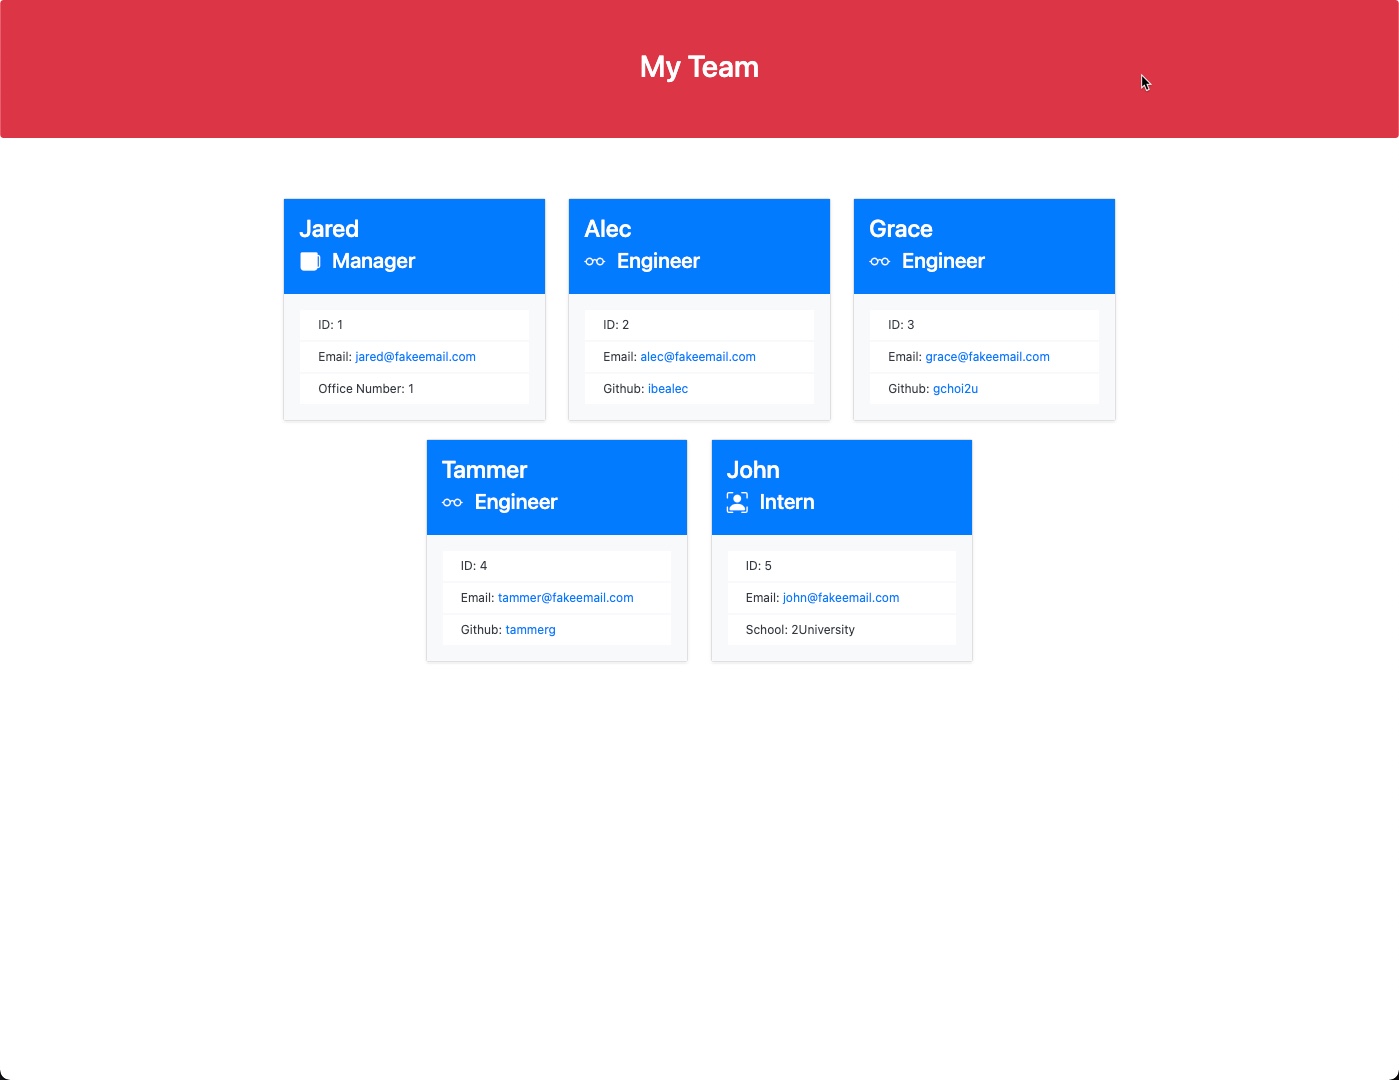 My Team
Jared
Manager
ID: 1
Email: jared@fakeemail.com
Office Number: 1
Alec
Engineer
ID: 2
Email: alec@fakeemail.com
Github: ibealec
Grace
Engineer
ID: 3
Email: grace@fakeemail.com
Github: gchoi2u
Tammer
Engineer
ID: 4
Email: tammer@fakeemail.com
Github: tammerg
John
Intern
ID: 5
Email: john@fakeemail.com
School: 2University